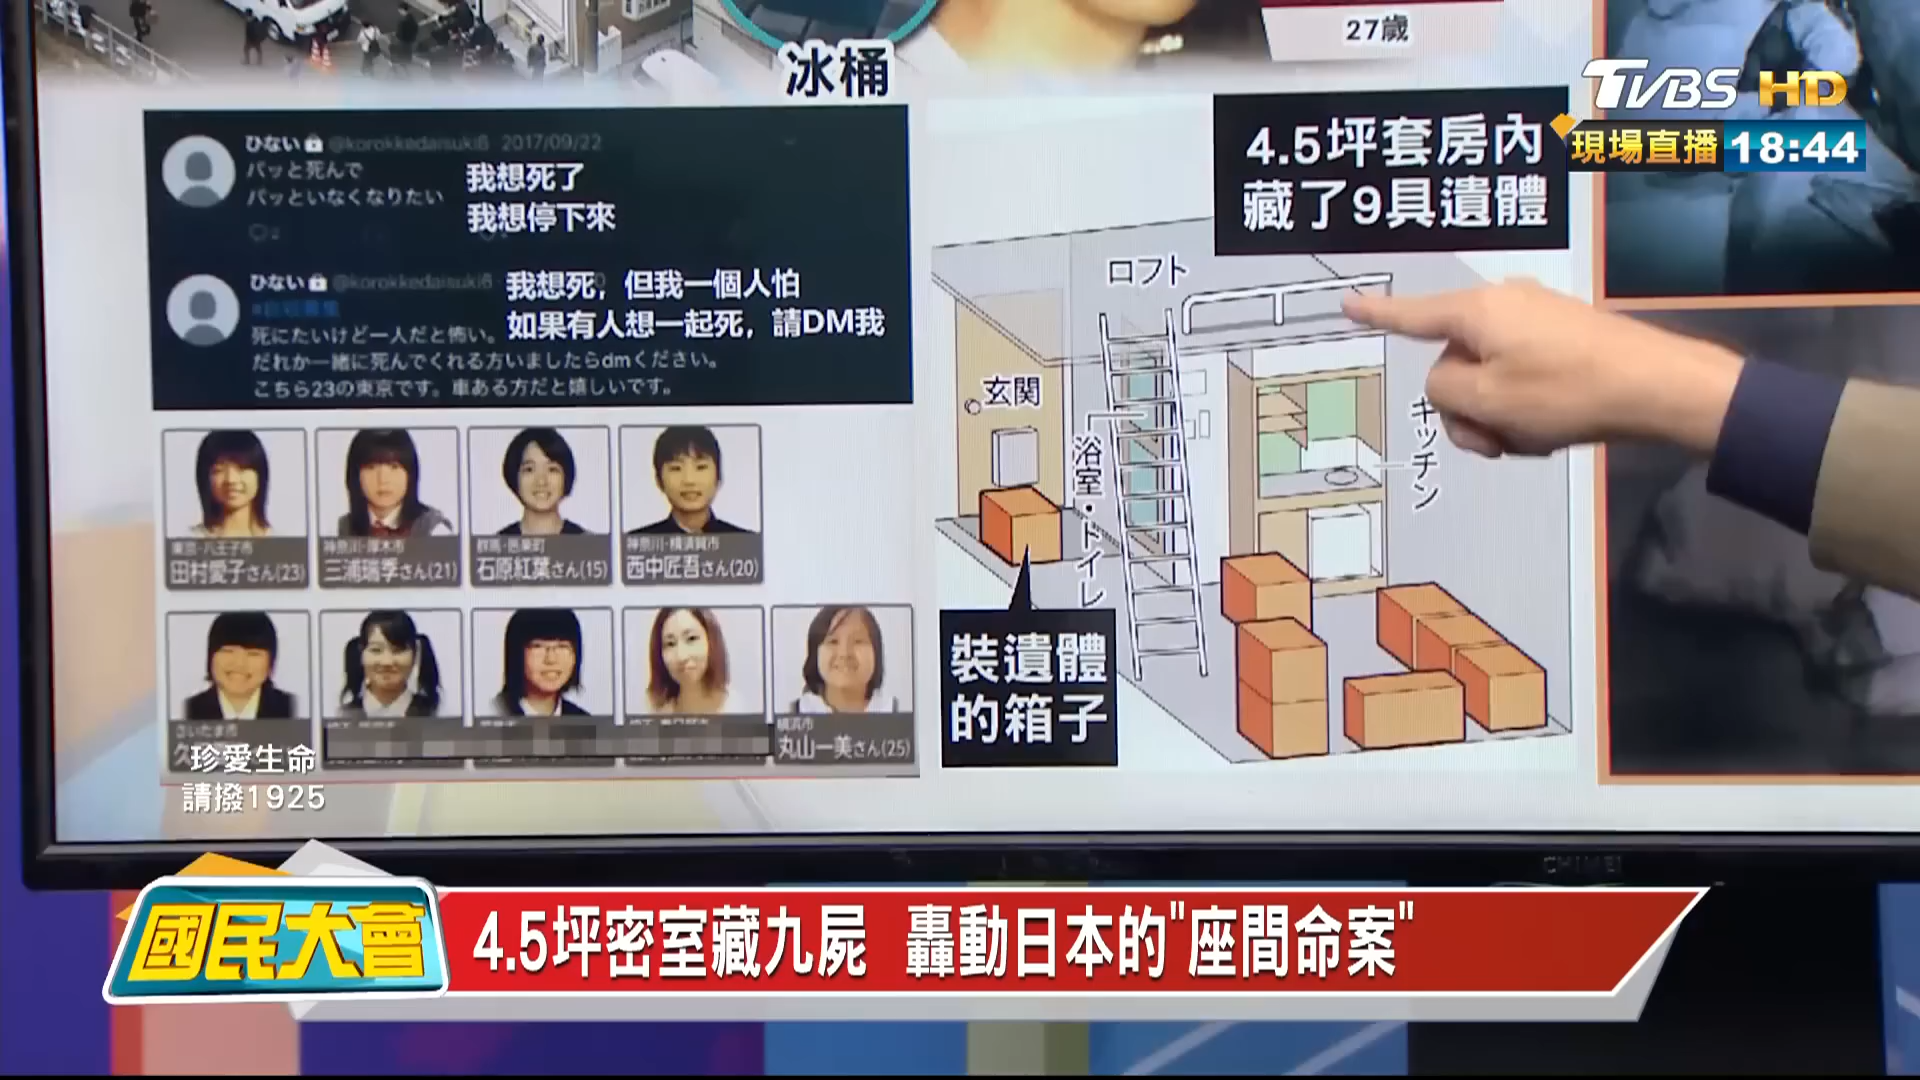 27歲
冰桶
TVBS HD
現場直播 18:44
ひない @korokkedaisuki6 2017/09/22
パッと死んで
パッといなくなりたい
我想死了
我想停下來
ひない @korokkedaisuki6
死にたいけど一人だと怖い。
だれか一緒に死んでくれる方いましたらdmください。
こちら23の東京です。車ある方だと嬉しいです。
我想死，但我一個人怕
如果有人想一起死，請DM我
4.5坪套房內
藏了9具遺體
ロフト
玄関
浴室・トイレ
キッチン
裝遺體
的箱子
東京・八王子市
田村愛子さん(23)
神奈川・厚木市
三浦瑞季さん(21)
群馬・邑楽町
石原紅葉さん(15)
神奈川・横須賀市
西中匠吾さん(20)
さいたま市
久
横浜市
丸山一美さん(25)
珍愛生命
請撥1925
CHIMEI
國民大會
4.5坪密室藏九屍 轟動日本的"座間命案"